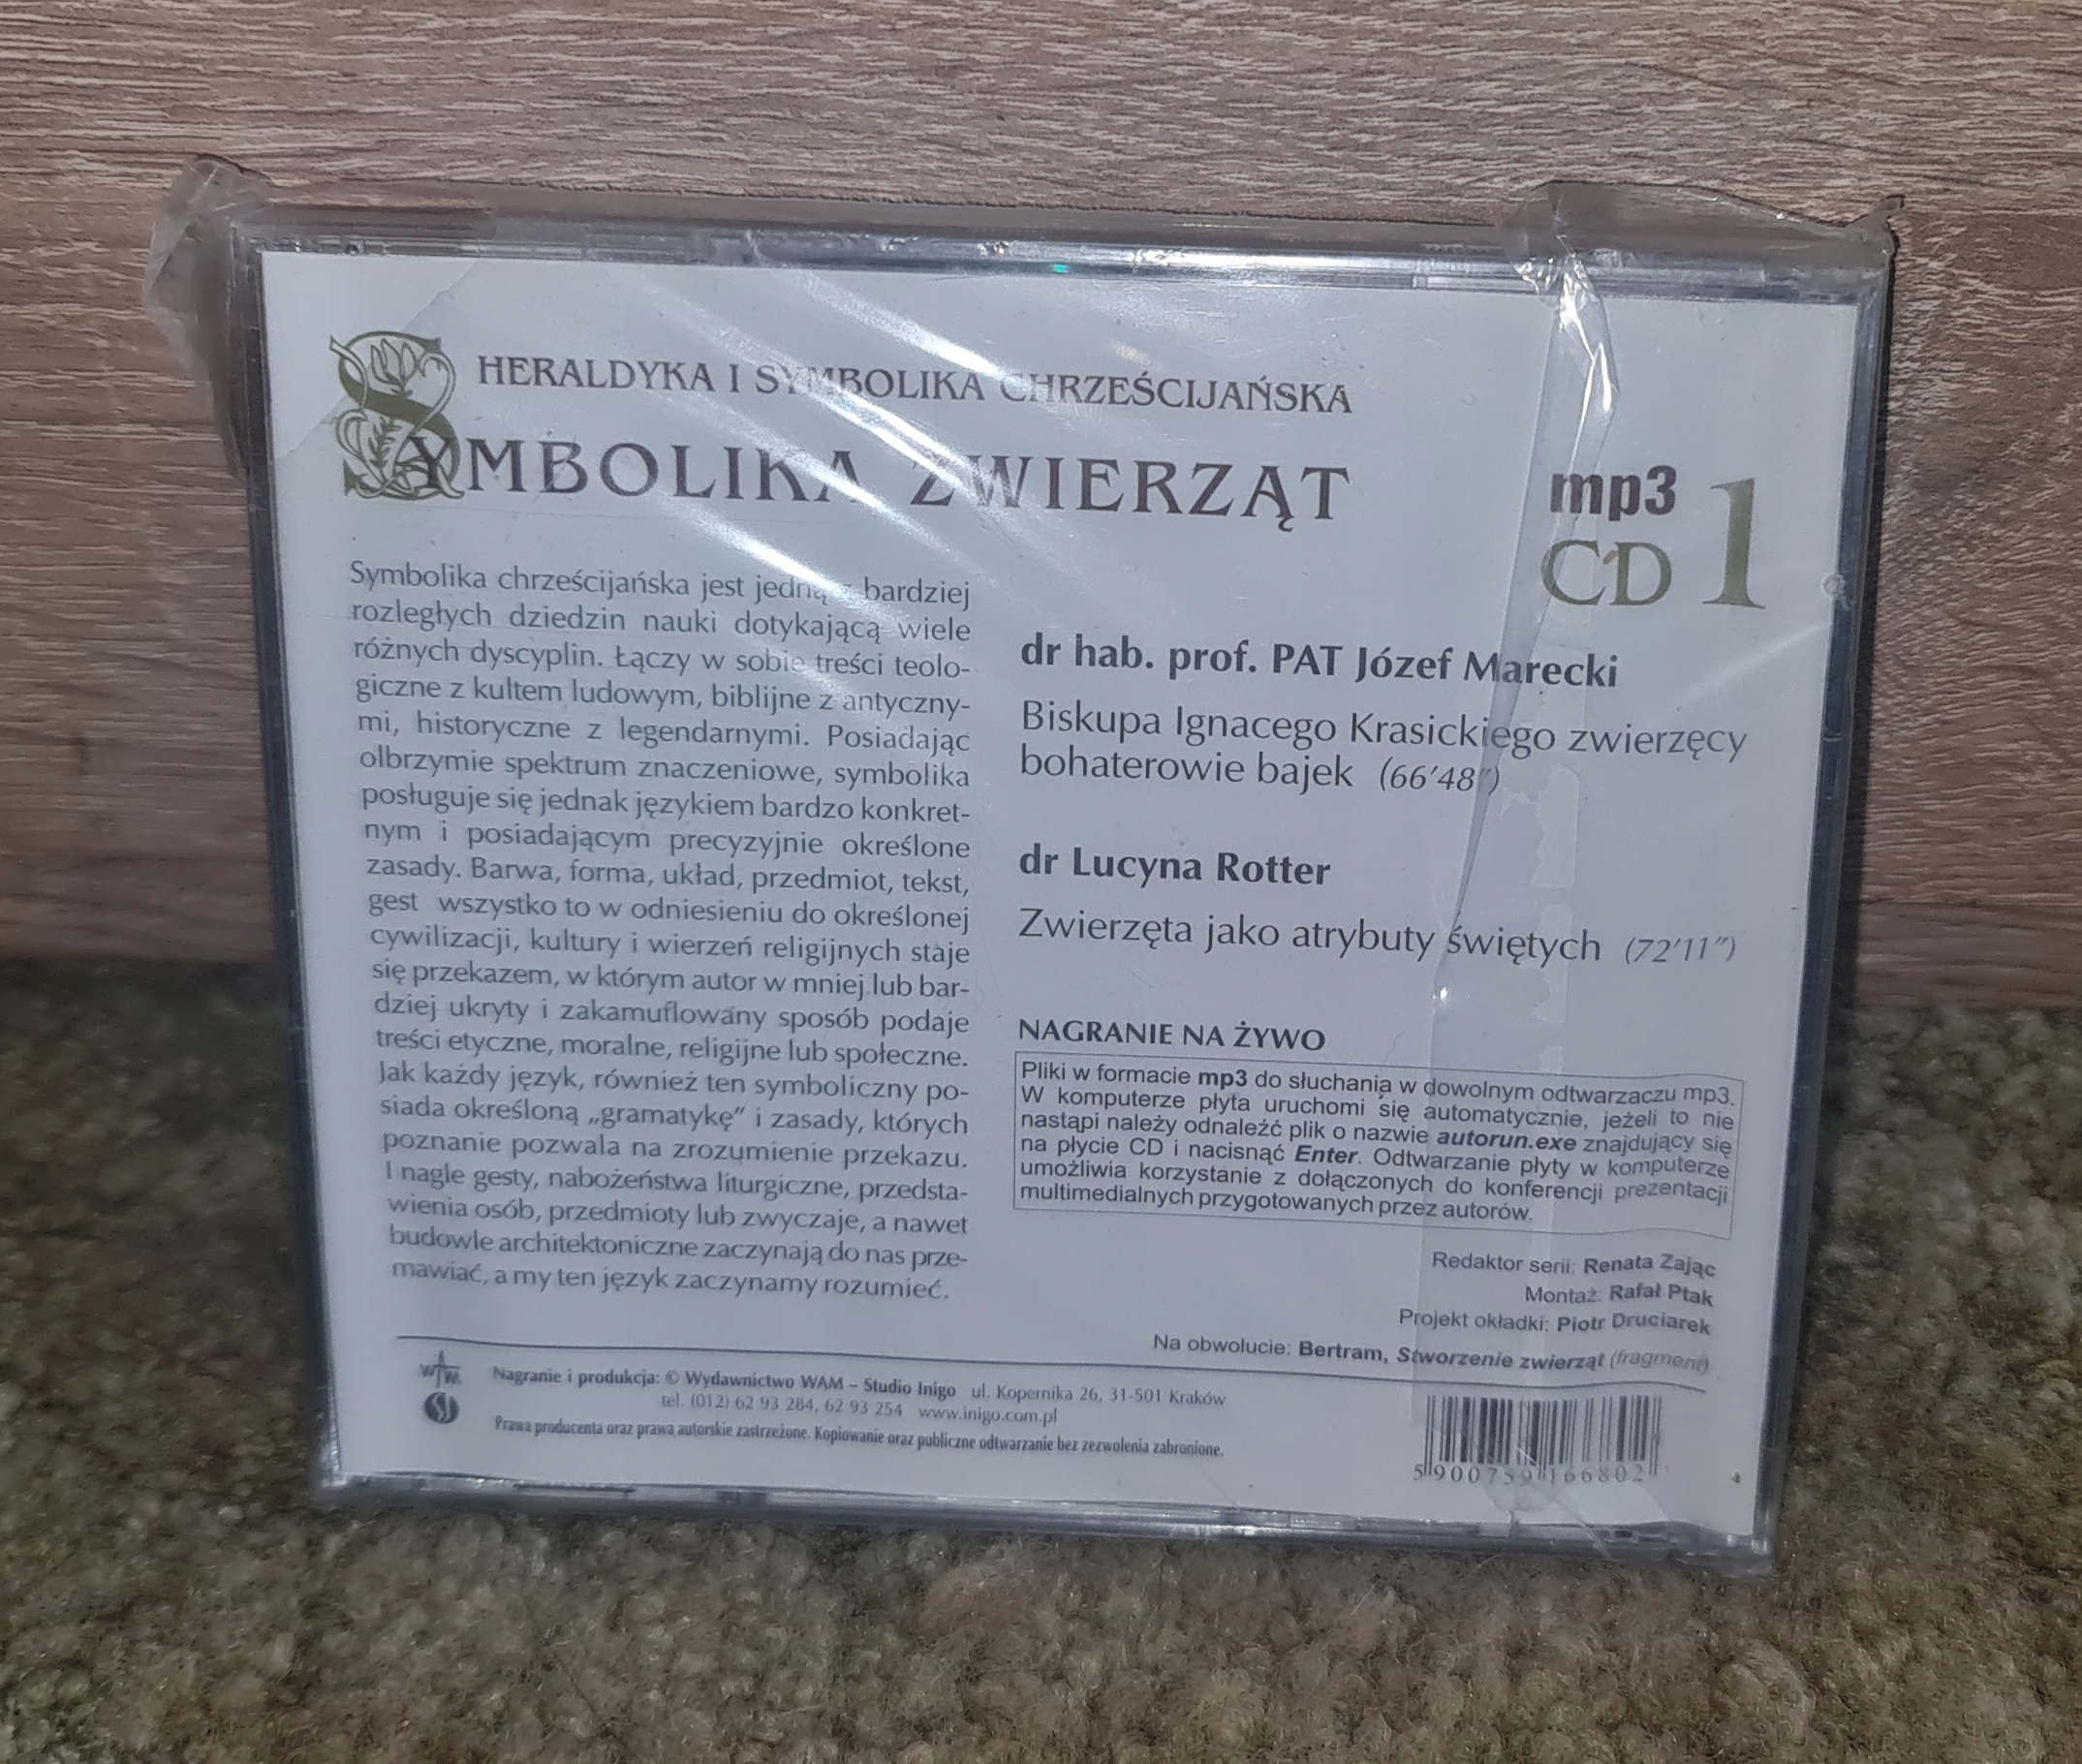 HERALDYKA I SYMBOLIKA CHRZEŚCIJAŃSKA
SYMBOLIKA ZWIERZĄT
mp3
CD 1
Symbolika chrześcijańska jest jedną z bardziej
rozległych dziedzin nauki dotykającą wiele
różnych dyscyplin. Łączy w sobie treści teolo-
giczne z kultem ludowym, biblijne z antyczny-
mi, historyczne z legendarnymi. Posiadając
olbrzymie spektrum znaczeniowe, symbolika
posługuje się jednak językiem bardzo konkret-
nym i posiadającym precyzyjnie określone
zasady. Barwa, forma, układ, przedmiot, tekst,
gest wszystko to w odniesieniu do określonej
cywilizacji, kultury i wierzeń religijnych staje
się przekazem, w którym autor w mniej lub bar-
dziej ukryty i zakamuflowany sposób podaje
treści etyczne, moralne, religijne lub społeczne.
Jak każdy język, również ten symboliczny po-
siada określoną „gramatykę” i zasady, których
poznanie pozwala na zrozumienie przekazu.
I nagle gesty, nabożeństwa liturgiczne, przedsta-
wienia osób, przedmioty lub zwyczaje, a nawet
budowle architektoniczne zaczynają do nas prze-
mawiać, a my ten język zaczynamy rozumieć.
dr hab. prof. PAT Józef Marecki
Biskupa Ignacego Krasickiego zwierzęcy
bohaterowie bajek (66’48”)
dr Lucyna Rotter
Zwierzęta jako atrybuty świętych (72’11”)
NAGRANIE NA ŻYWO
Pliki w formacie mp3 do słuchania w dowolnym odtwarzaczu mp3.
W komputerze płyta uruchomi się automatycznie, jeżeli to nie
nastąpi należy odnaleźć plik o nazwie autorun.exe znajdujący się
na płycie CD i nacisnąć Enter. Odtwarzanie płyty w komputerze
umożliwia korzystanie z dołączonych do konferencji prezentacji
multimedialnych przygotowanych przez autorów.
Redaktor serii: Renata Zając
Montaż: Rafał Ptak
Projekt okładki: Piotr Druciarek
Na obwolucie: Bertram, Stworzenie zwierząt (fragment)
WAM
Nagranie i produkcja: © Wydawnictwo WAM – Studio Inigo ul. Kopernika 26, 31-501 Kraków
tel. (012) 62 93 284, 62 93 254 www.inigo.com.pl
Prawa producenta oraz prawa autorskie zastrzeżone. Kopiowanie oraz publiczne odtwarzanie bez zezwolenia zabronione.
5 900759 166802